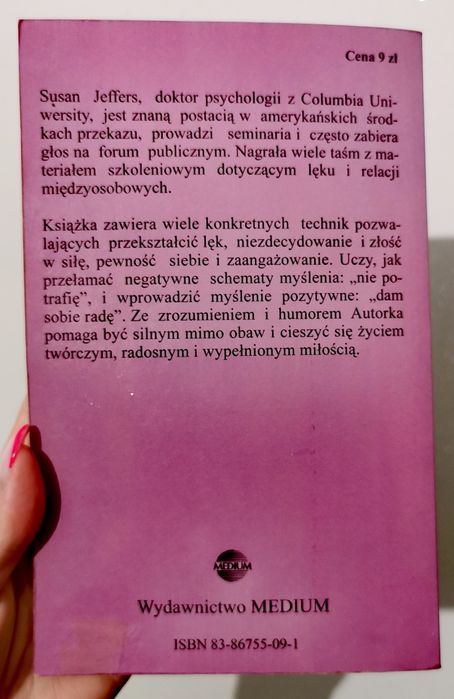 Cena 9 zł
Susan Jeffers, doktor psychologii z Columbia Uni-
wersity, jest znaną postacią w amerykańskich środ-
kach przekazu, prowadzi seminaria i często zabiera
głos na forum publicznym. Nagrała wiele taśm z ma-
teriałem szkoleniowym dotyczącym lęku i relacji
międzyosobowych.
Książka zawiera wiele konkretnych technik pozwa-
lających przekształcić lęk, niezdecydowanie i złość
w siłę, pewność siebie i zaangażowanie. Uczy, jak
przełamać negatywne schematy myślenia: „nie po-
trafię”, i wprowadzić myślenie pozytywne: „dam
sobie radę”. Ze zrozumieniem i humorem Autorka
pomaga być silnym mimo obaw i cieszyć się życiem
twórczym, radosnym i wypełnionym miłością.
MEDIUM
Wydawnictwo MEDIUM
ISBN 83-86755-09-1